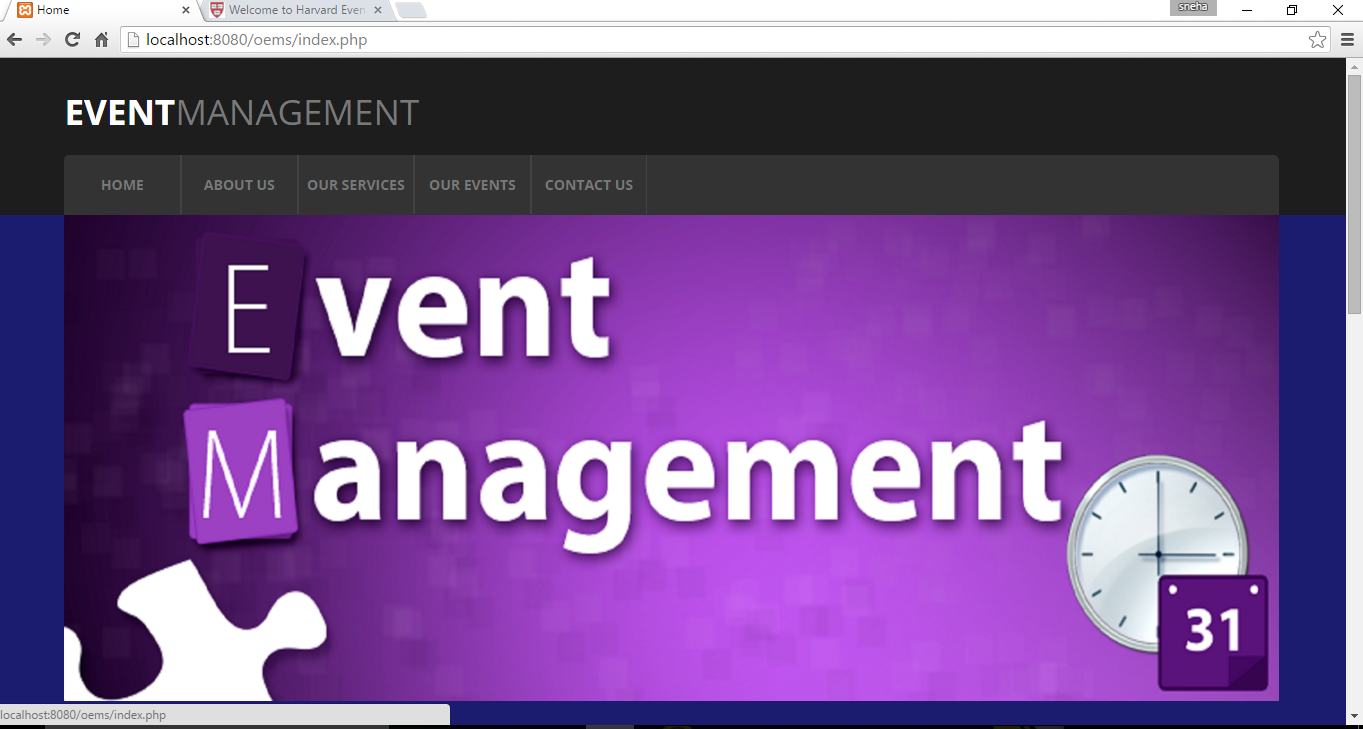 Home
Welcome to Harvard Even
sneha
localhost:8080/oems/index.php
EVENTMANAGEMENT
HOME ABOUT US OUR SERVICES OUR EVENTS CONTACT US
Event
Management
31
localhost:8080/oems/index.php